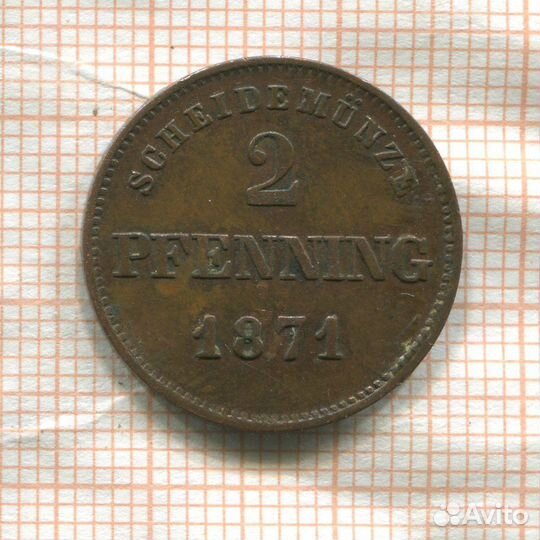 SCHEIDEMÜNZE
2
PFENNING
1871
Avito